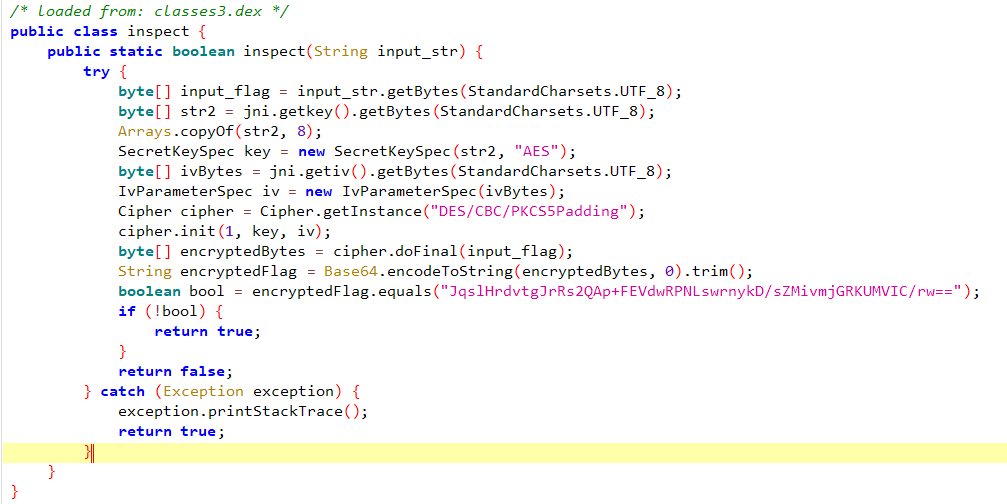 /* loaded from: classes3.dex */
public class inspect {
    public static boolean inspect(String input_str) {
        try {
            byte[] input_flag = input_str.getBytes(StandardCharsets.UTF_8);
            byte[] str2 = jni.getkey().getBytes(StandardCharsets.UTF_8);
            Arrays.copyOf(str2, 8);
            SecretKeySpec key = new SecretKeySpec(str2, "AES");
            byte[] ivBytes = jni.getiv().getBytes(StandardCharsets.UTF_8);
            IvParameterSpec iv = new IvParameterSpec(ivBytes);
            Cipher cipher = Cipher.getInstance("DES/CBC/PKCS5Padding");
            cipher.init(1, key, iv);
            byte[] encryptedBytes = cipher.doFinal(input_flag);
            String encryptedFlag = Base64.encodeToString(encryptedBytes, 0).trim();
            boolean bool = encryptedFlag.equals("JqslHrdvtgJrRs2QAp+FEVdwRPNLswrnykD/sZMivmjGRKUMVIC/rw==");
            if (!bool) {
                return true;
            }
            return false;
        } catch (Exception exception) {
            exception.printStackTrace();
            return true;
        }
    }
}